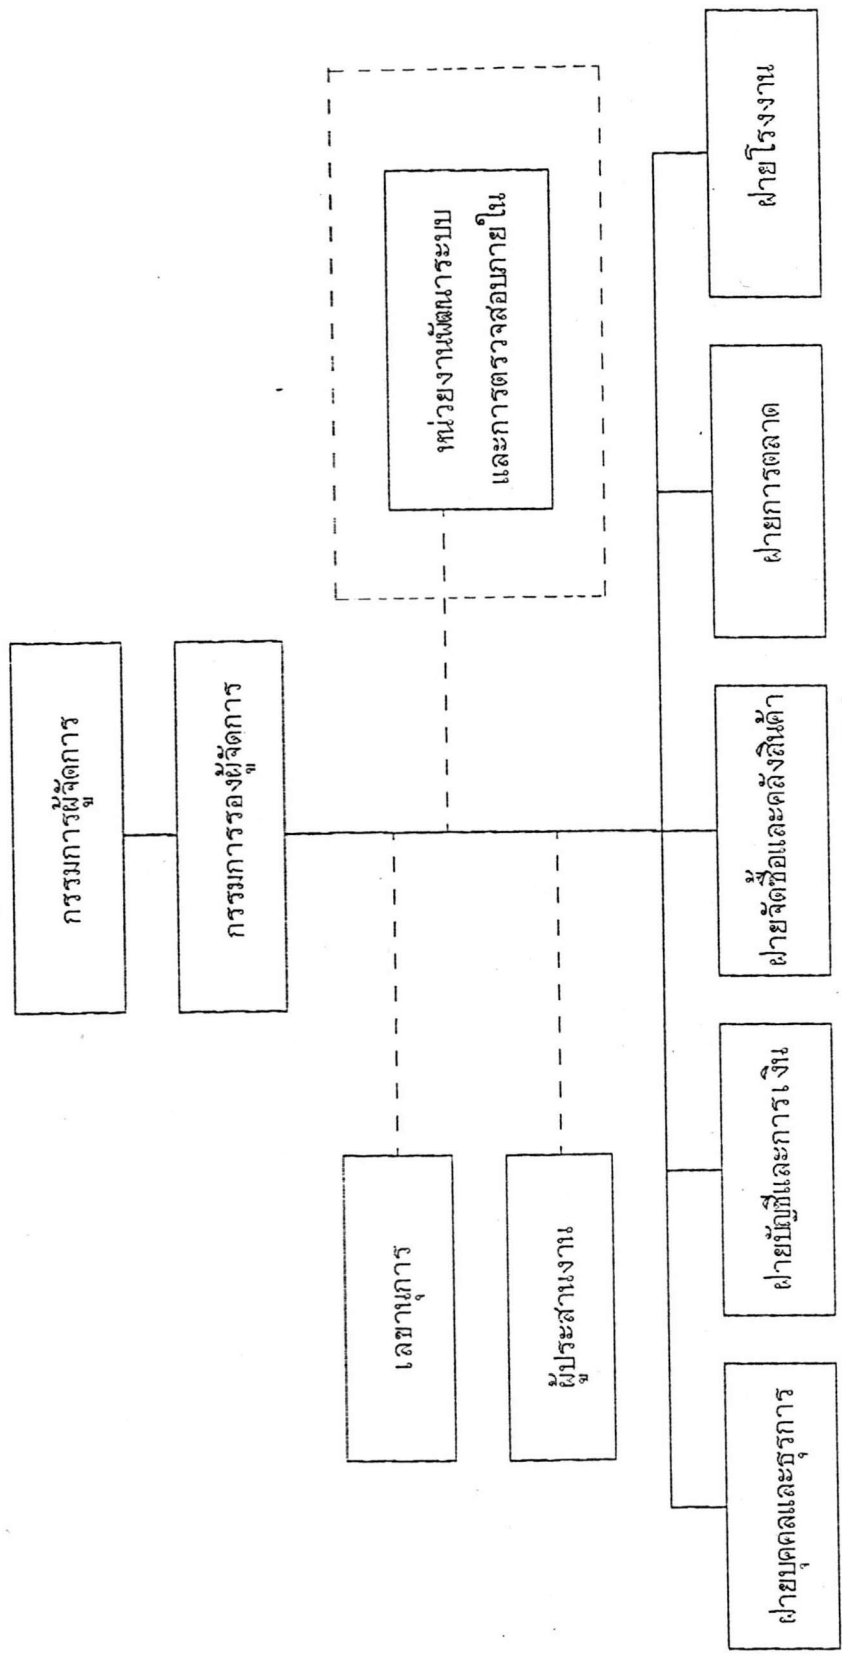 กรรมการผู้จัดการ
กรรมการรองผู้จัดการ
เลขานุการ
หน่วยงานพัฒนาระบบ
และการตรวจสอบภายใน
ผู้ประสานงาน
ฝ่ายบุคคลและธุรการ
ฝ่ายบัญชีและการเงิน
ฝ่ายจัดซื้อและคลังสินค้า
ฝ่ายการตลาด
ฝ่ายโรงงาน